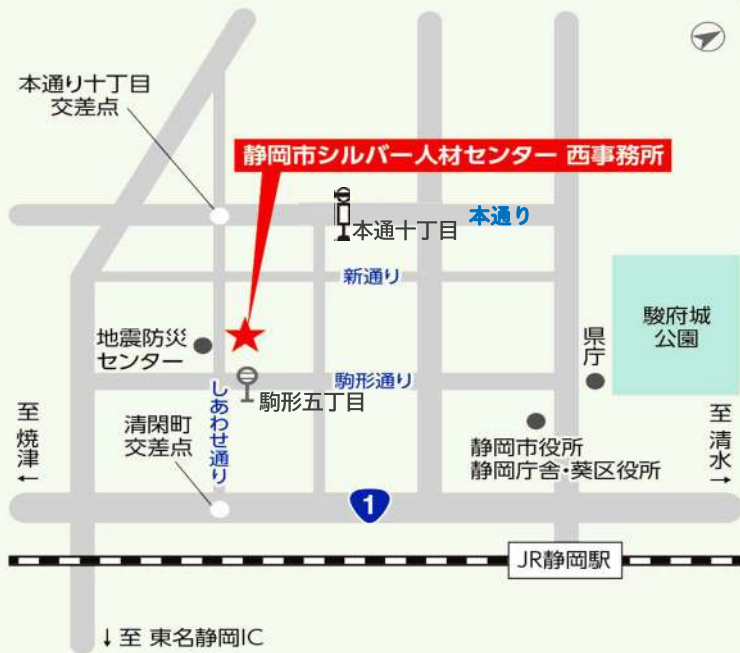 本通り十丁目
交差点
静岡市シルバー人材センター 西事務所
本通十丁目
本通り
新通り
地震防災
センター
駿府城
公園
県庁
駒形通り
しあわせ通り
駒形五丁目
至 焼津
←
清閑町
交差点
静岡市役所
静岡庁舎・葵区役所
至 清水
→
1
JR静岡駅
↓至 東名静岡IC